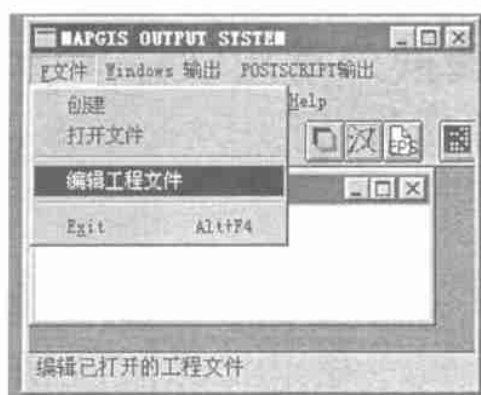 MAPGIS OUTPUT SYSTEM
F文件 Windows 输出 POSTSCRIPT输出
Help
创建
打开文件
EPS
编辑工程文件
Exit Alt+F4
编辑已打开的工程文件